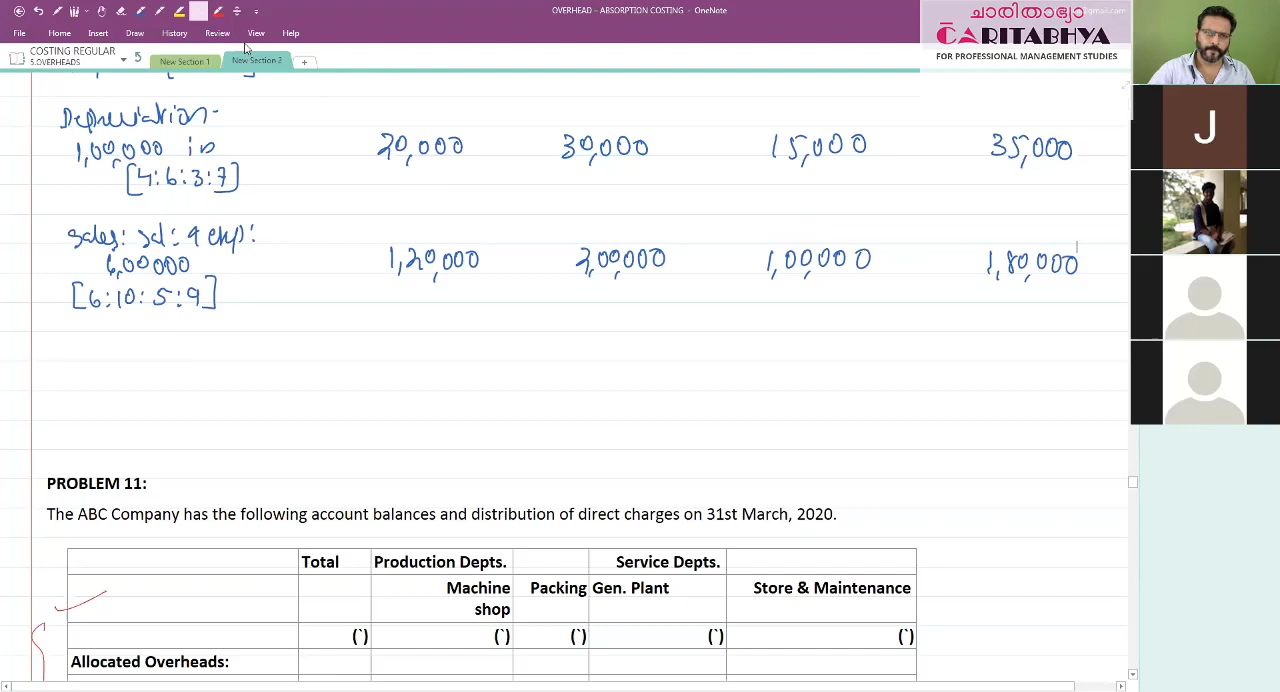 OVERHEAD – ABSORPTION COSTING - OneNote
File Home Insert Draw History Review View Help
COSTING REGULAR
5.OVERHEADS
5
New Section 1
New Section 2
ചാരിതാഭ്യാ
@gmail.com
CARITABHYA
FOR PROFESSIONAL MANAGEMENT STUDIES
J
Depreciation-
1,00,000 in
[4:6:3:7]
20,000 30,000 15,000 35,000
Sales: Sal: & exp:
6,00000
[6:10:5:9]
1,20,000 2,00,000 1,00,000 1,80,000
PROBLEM 11:
The ABC Company has the following account balances and distribution of direct charges on 31st March, 2020.
Total Production Depts. Service Depts.
Machine shop Packing Gen. Plant Store & Maintenance
(`) (`) (`) (`) (`)
Allocated Overheads: